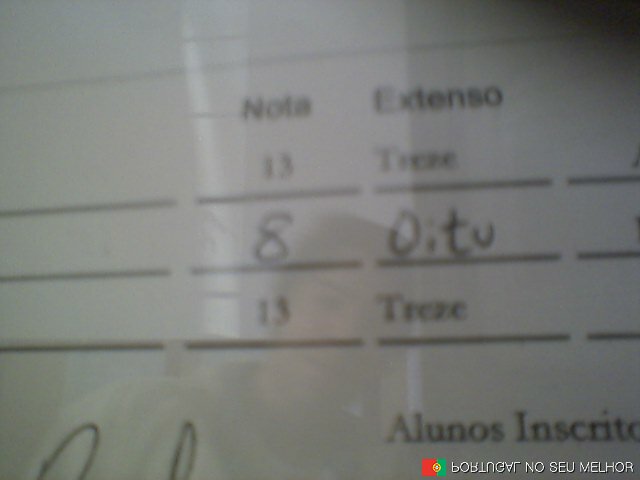 Nota Extenso
13 Treze
8 Oitu
13 Treze
Alunos Inscrito
PORTUGAL NO SEU MELHOR